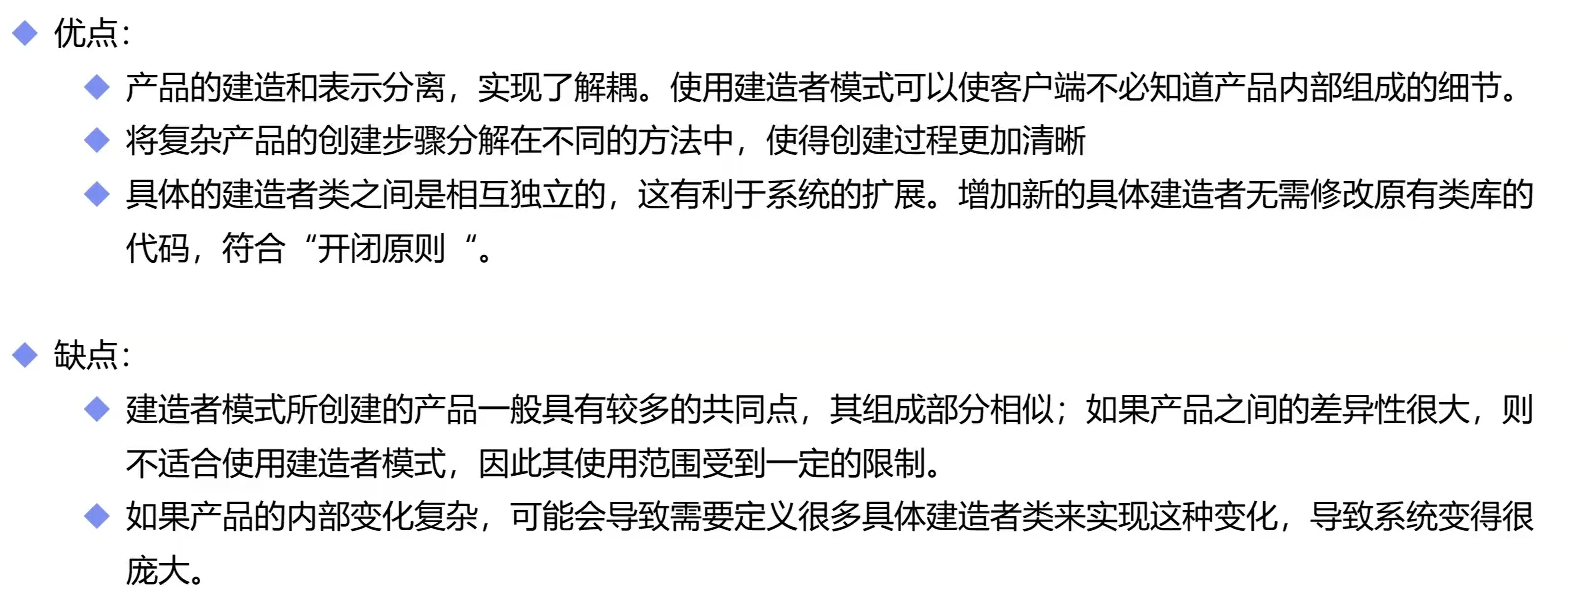 优点：
产品的建造和表示分离，实现了解耦。使用建造者模式可以使客户端不必知道产品内部组成的细节。
将复杂产品的创建步骤分解在不同的方法中，使得创建过程更加清晰
具体的建造者类之间是相互独立的，这有利于系统的扩展。增加新的具体建造者无需修改原有类库的
代码，符合“开闭原则“。
缺点：
建造者模式所创建的产品一般具有较多的共同点，其组成部分相似；如果产品之间的差异性很大，则
不适合使用建造者模式，因此其使用范围受到一定的限制。
如果产品的内部变化复杂，可能会导致需要定义很多具体建造者类来实现这种变化，导致系统变得很
庞大。